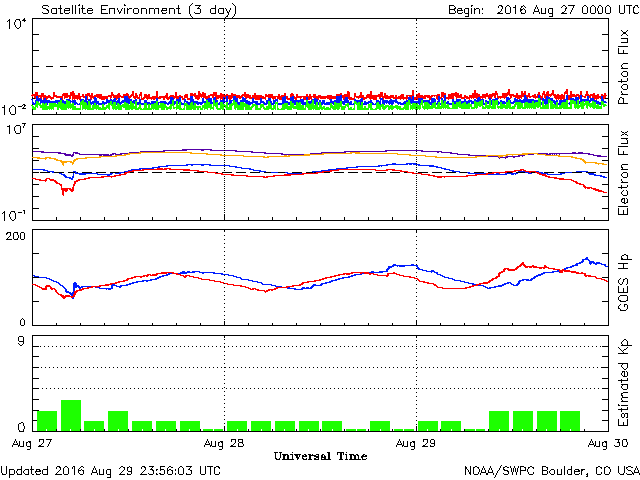 Satellite Environment (3 day) Begin: 2016 Aug 27 0000 UTC
10⁴
10⁻²
Proton Flux
10⁷
10⁻¹
Electron Flux
200
0
GOES Hp
9
0
Estimated Kp
Aug 27 Aug 28 Aug 29 Aug 30
Universal Time
Updated 2016 Aug 29 23:56:03 UTC NOAA/SWPC Boulder, CO USA